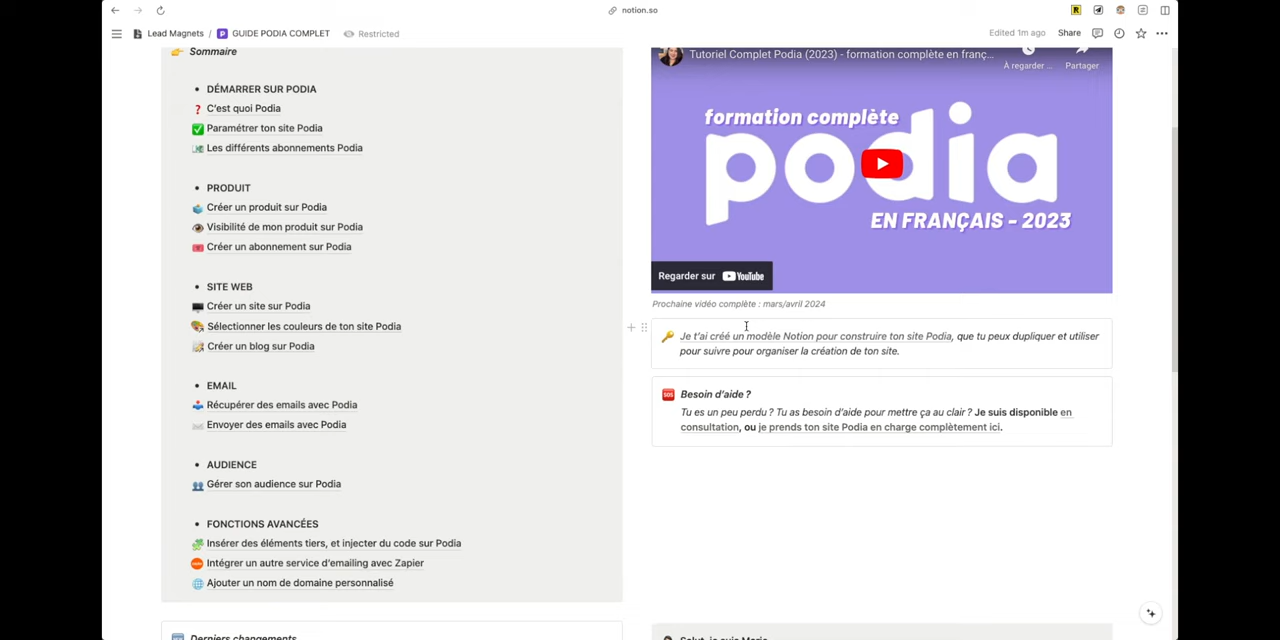 notion.so
Lead Magnets / GUIDE PODIA COMPLET Restricted
Edited 1m ago Share
Sommaire
• DÉMARRER SUR PODIA
C'est quoi Podia
Paramétrer ton site Podia
Les différents abonnements Podia
• PRODUIT
Créer un produit sur Podia
Visibilité de mon produit sur Podia
Créer un abonnement sur Podia
• SITE WEB
Créer un site sur Podia
Sélectionner les couleurs de ton site Podia
Créer un blog sur Podia
• EMAIL
Récupérer des emails avec Podia
Envoyer des emails avec Podia
• AUDIENCE
Gérer son audience sur Podia
• FONCTIONS AVANCÉES
Insérer des éléments tiers, et injecter du code sur Podia
Intégrer un autre service d'emailing avec Zapier
Ajouter un nom de domaine personnalisé
Derniers changements
Tutoriel Complet Podia (2023) - formation complète en franç...
À regarder ...
Partager
formation complète
podia
EN FRANÇAIS - 2023
Regarder sur YouTube
Prochaine vidéo complète : mars/avril 2024
Je t'ai créé un modèle Notion pour construire ton site Podia, que tu peux dupliquer et utiliser
pour suivre pour organiser la création de ton site.
SOS
Besoin d'aide ?
Tu es un peu perdu ? Tu as besoin d'aide pour mettre ça au clair ? Je suis disponible en
consultation, ou je prends ton site Podia en charge complètement ici.
Salut, je suis Marie